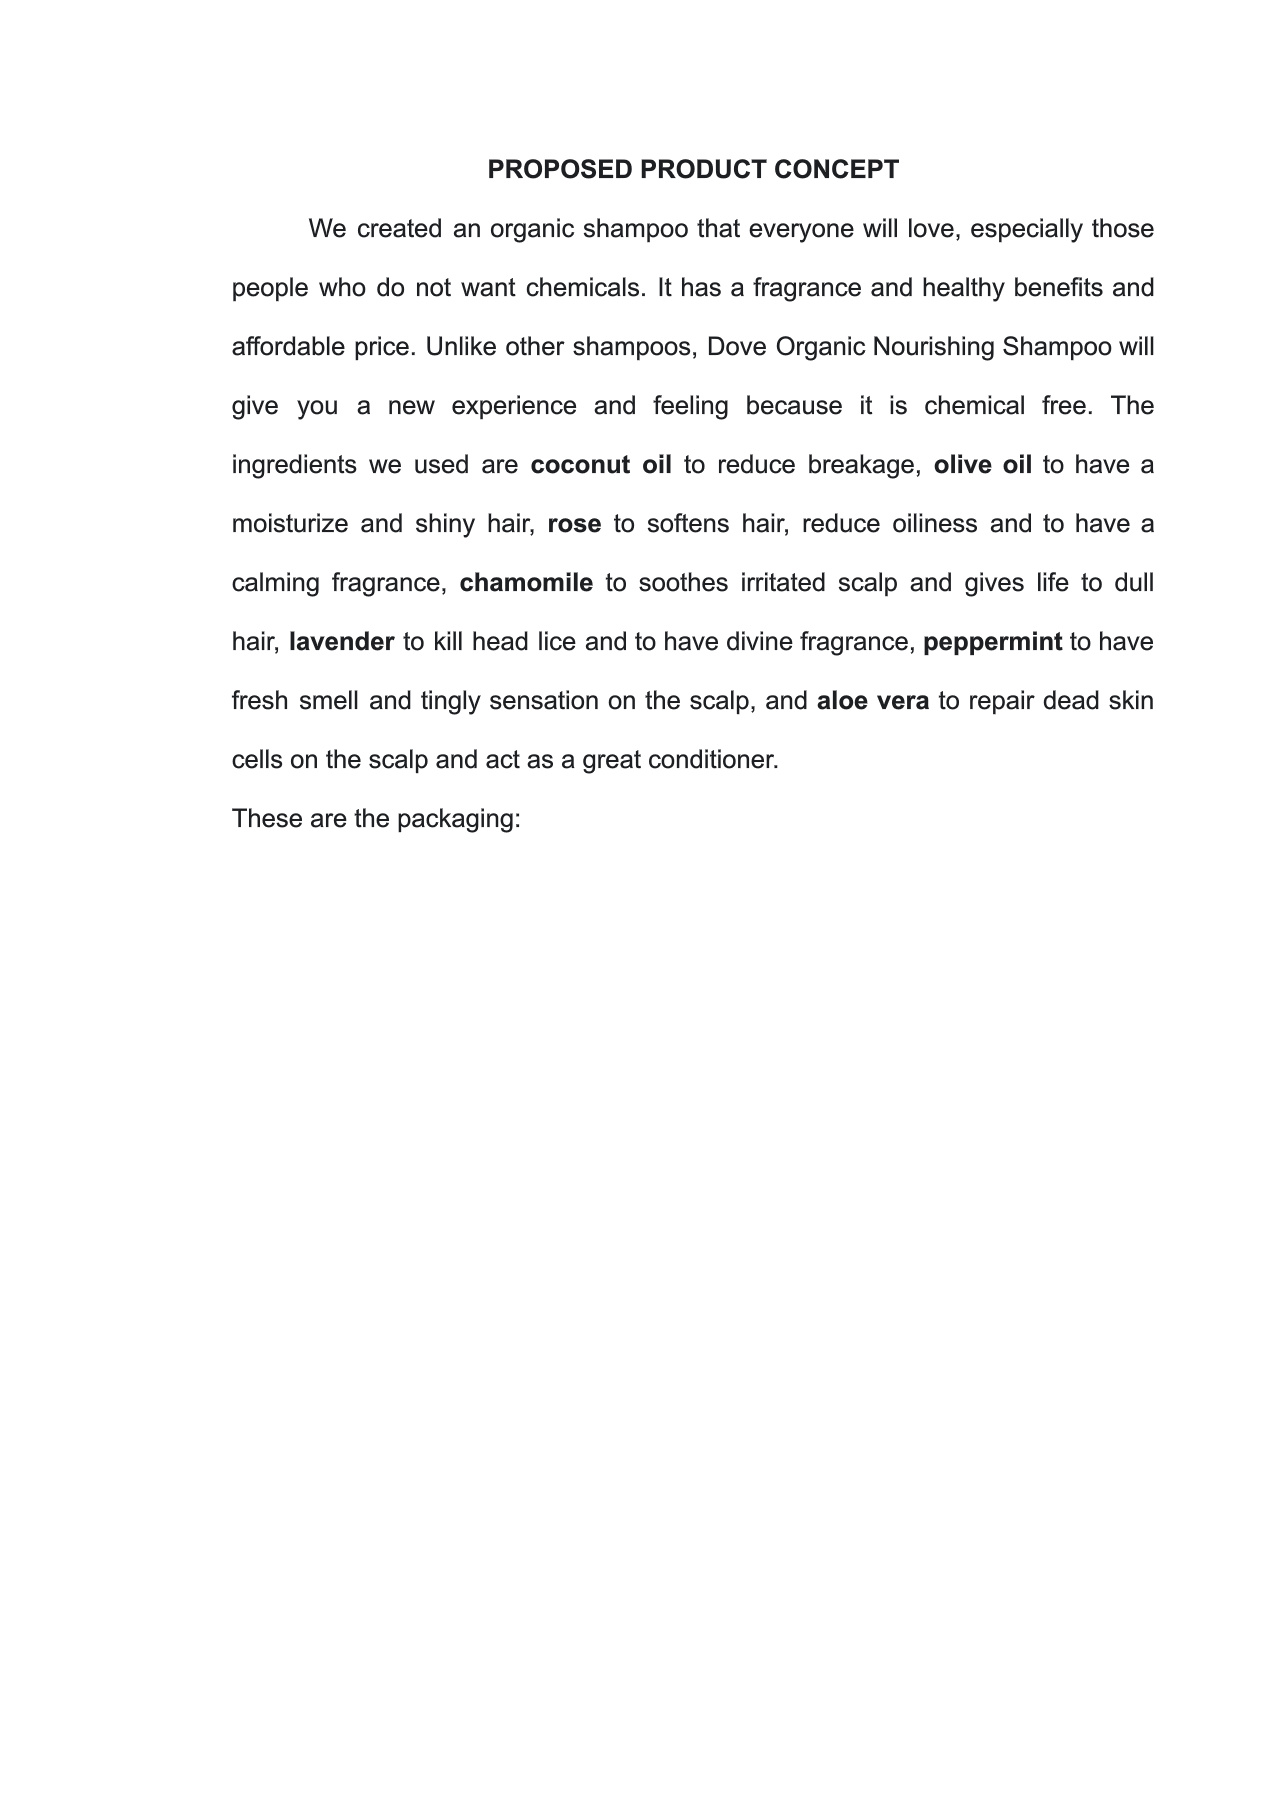 PROPOSED PRODUCT CONCEPT
We created an organic shampoo that everyone will love, especially those
people who do not want chemicals. It has a fragrance and healthy benefits and
affordable price. Unlike other shampoos, Dove Organic Nourishing Shampoo will
give you a new experience and feeling because it is chemical free. The
ingredients we used are coconut oil to reduce breakage, olive oil to have a
moisturize and shiny hair, rose to softens hair, reduce oiliness and to have a
calming fragrance, chamomile to soothes irritated scalp and gives life to dull
hair, lavender to kill head lice and to have divine fragrance, peppermint to have
fresh smell and tingly sensation on the scalp, and aloe vera to repair dead skin
cells on the scalp and act as a great conditioner.
These are the packaging: